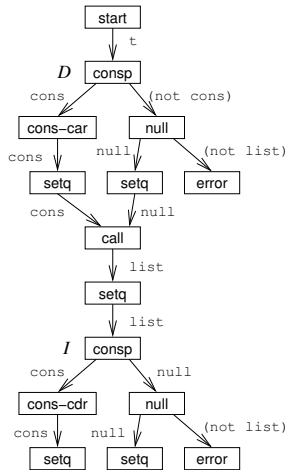 start
t
D consp
cons (not cons)
cons-car null
cons null (not list)
setq setq error
cons null
call
list
setq
list
I consp
cons null
cons-cdr null
cons null (not list)
setq setq error